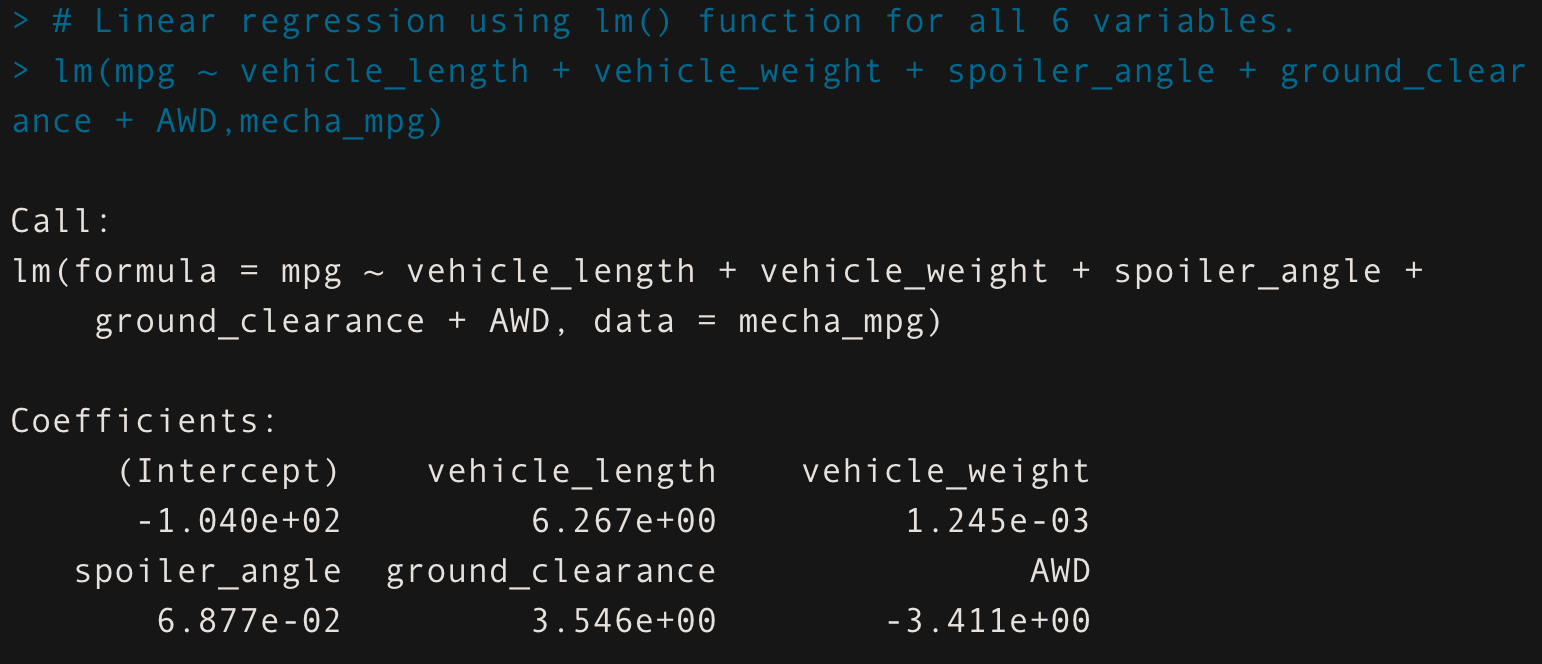 > # Linear regression using lm() function for all 6 variables.
> lm(mpg ~ vehicle_length + vehicle_weight + spoiler_angle + ground_clear
ance + AWD,mecha_mpg)

Call:
lm(formula = mpg ~ vehicle_length + vehicle_weight + spoiler_angle +
    ground_clearance + AWD, data = mecha_mpg)

Coefficients:
     (Intercept)    vehicle_length    vehicle_weight
      -1.040e+02         6.267e+00         1.245e-03
   spoiler_angle  ground_clearance               AWD
       6.877e-02         3.546e+00        -3.411e+00